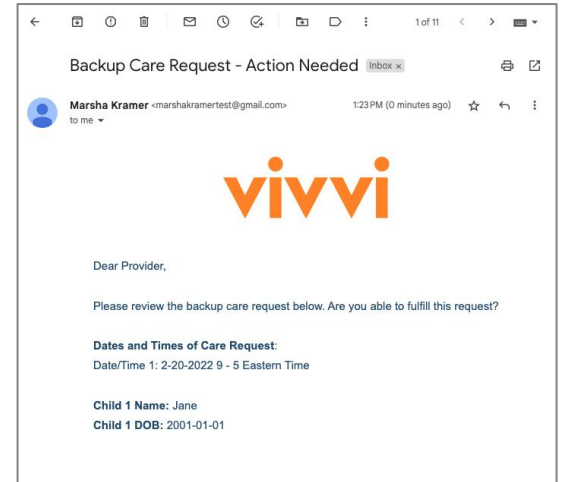 1 of 11
Backup Care Request - Action Needed Inbox x
Marsha Kramer <marshakramertest@gmail.com> 1:23 PM (0 minutes ago)
to me
vivvi
Dear Provider,
Please review the backup care request below. Are you able to fulfill this request?
Dates and Times of Care Request:
Date/Time 1: 2-20-2022 9 - 5 Eastern Time
Child 1 Name: Jane
Child 1 DOB: 2001-01-01